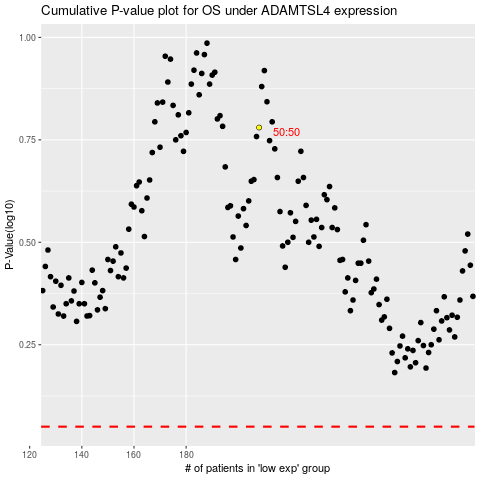 Cumulative P-value plot for OS under ADAMTSL4 expression
1.00
0.75
0.50
0.25
P-Value(log10)
50:50
120 140 160 180
# of patients in 'low exp' group